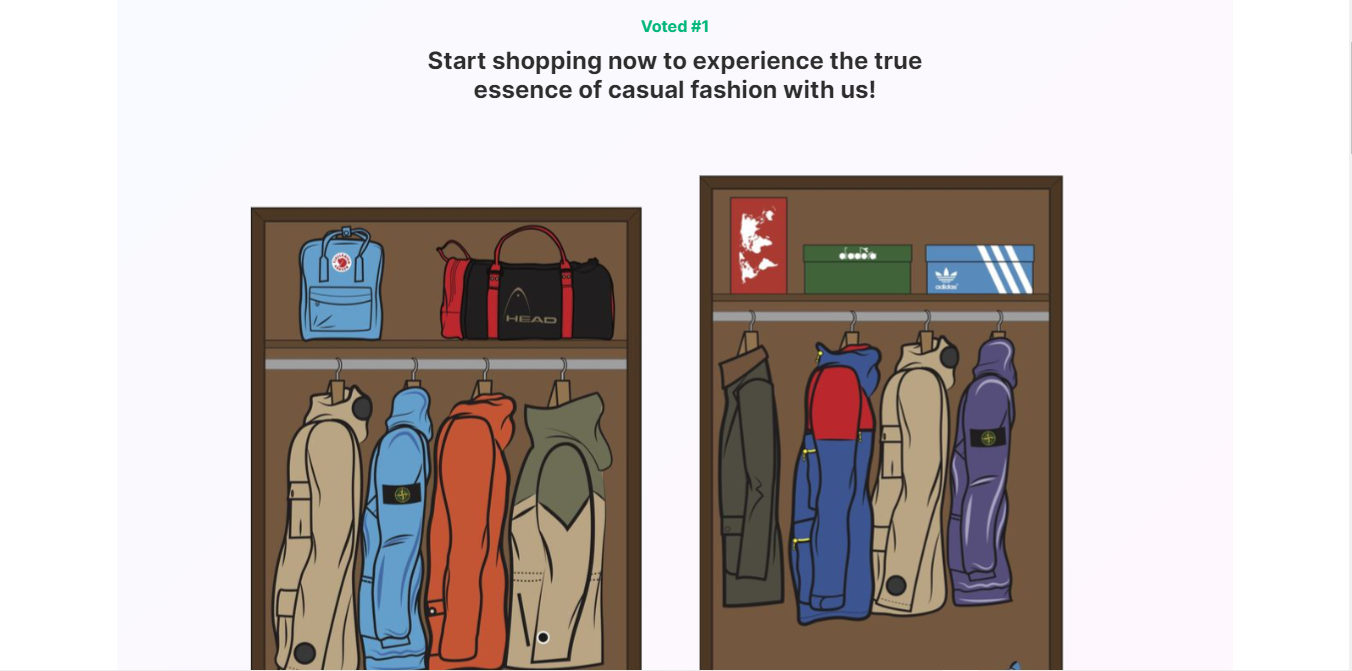 Voted #1
Start shopping now to experience the true
essence of casual fashion with us!
HEAD
adidas